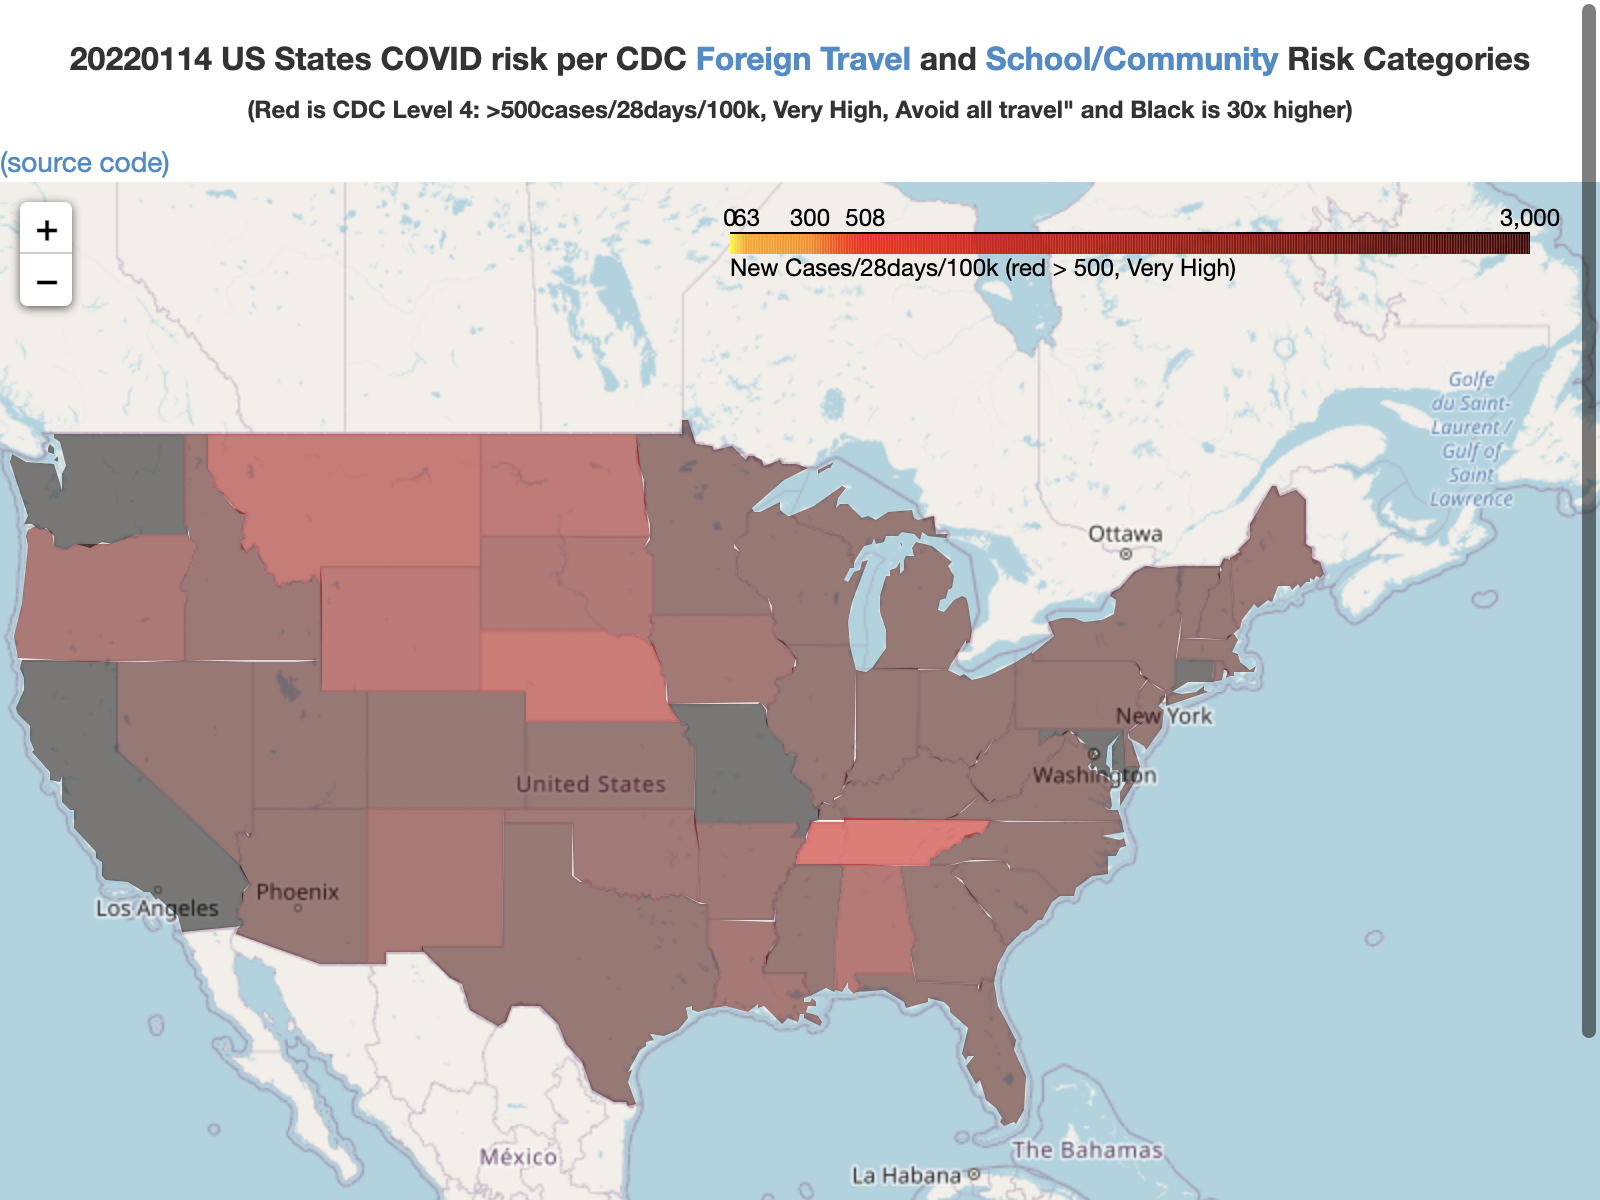 20220114 US States COVID risk per CDC Foreign Travel and School/Community Risk Categories
(Red is CDC Level 4: >500cases/28days/100k, Very High, Avoid all travel" and Black is 30x higher)
(source code)
+
−
0 63 300 508 3,000
New Cases/28days/100k (red > 500, Very High)
Golfe
du Saint-
Laurent /
Gulf of
Saint
Lawrence
Ottawa
New York
Washington
United States
Phoenix
Los Angeles
México
The Bahamas
La Habana